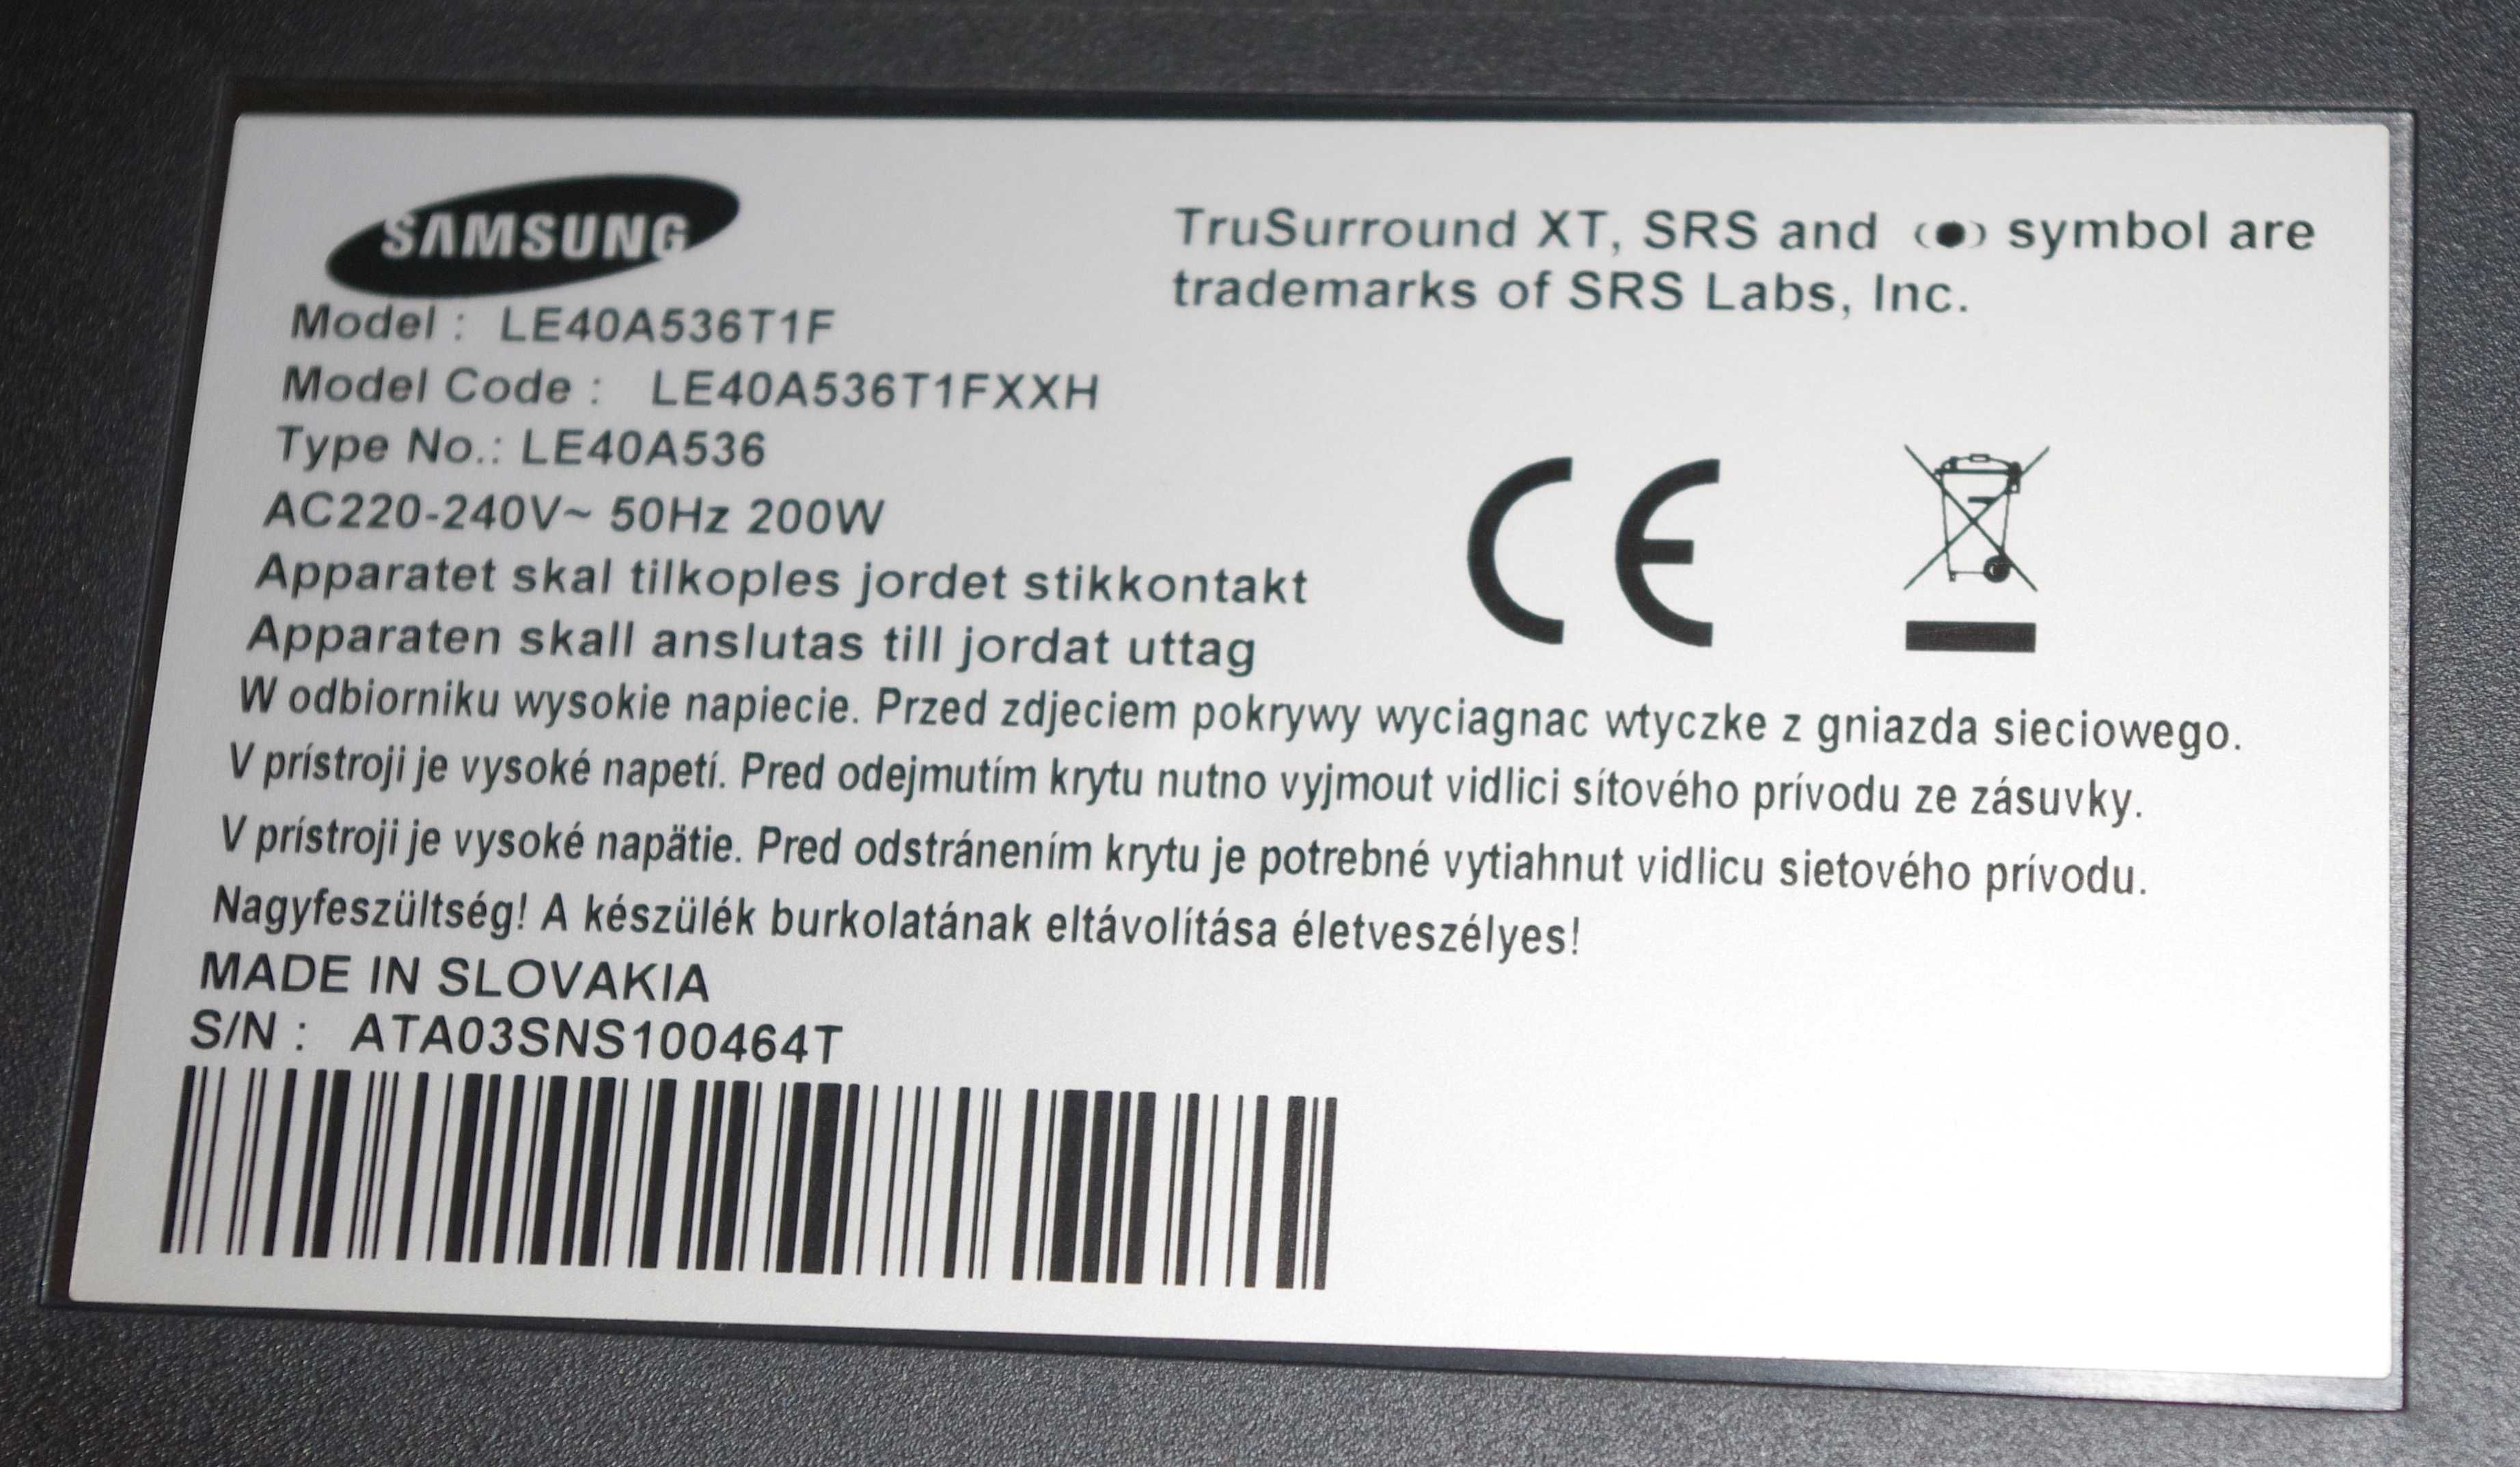 SAMSUNG
TruSurround XT, SRS and (●) symbol are
trademarks of SRS Labs, Inc.
Model : LE40A536T1F
Model Code : LE40A536T1FXXH
Type No.: LE40A536
AC220-240V~ 50Hz 200W
Apparatet skal tilkoples jordet stikkontakt
Apparaten skall anslutas till jordat uttag
CE
W odbiorniku wysokie napiecie. Przed zdjeciem pokrywy wyciagnac wtyczke z gniazda sieciowego.
V prístroji je vysoké napetí. Pred odejmutím krytu nutno vyjmout vidlici sítového prívodu ze zásuvky.
V prístroji je vysoké napätie. Pred odstránením krytu je potrebné vytiahnut vidlicu sietového prívodu.
Nagyfeszültség! A készülék burkolatának eltávolítása életveszélyes!
MADE IN SLOVAKIA
S/N : ATA03SNS100464T